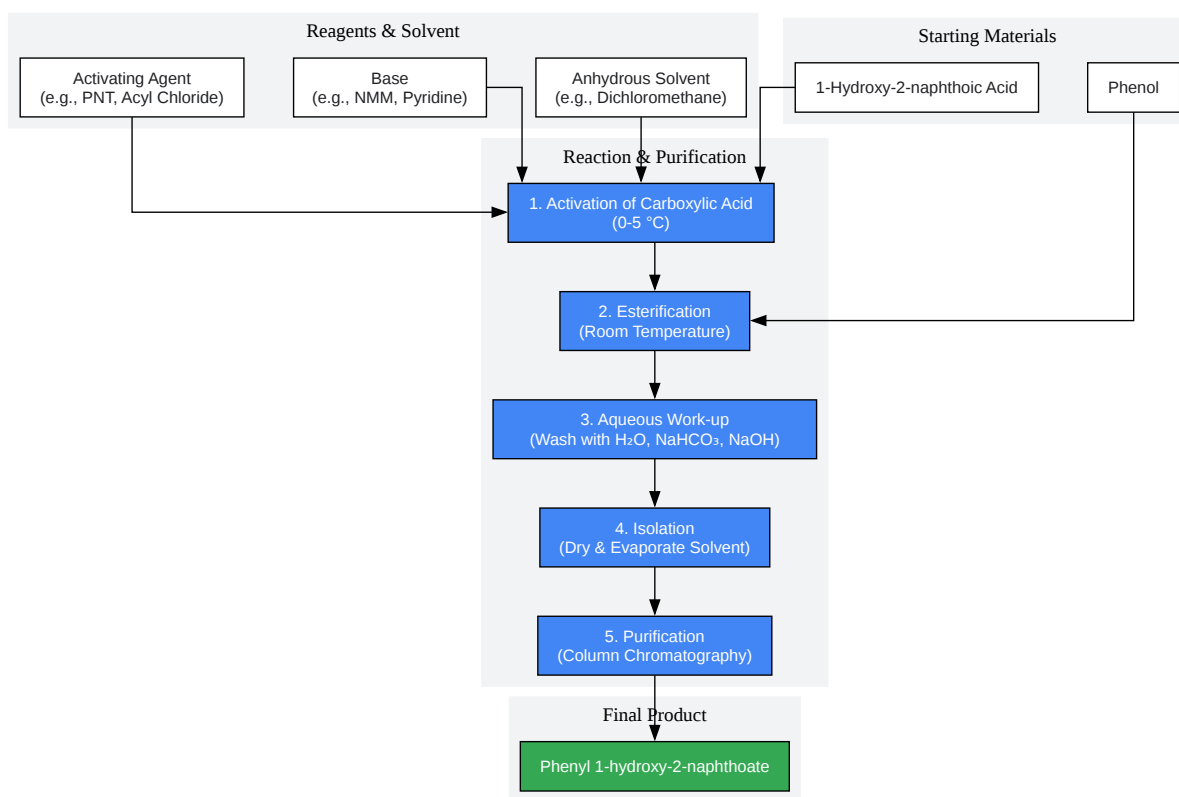 Reagents & Solvent
Starting Materials
Activating Agent
(e.g., PNT, Acyl Chloride)
Base
(e.g., NMM, Pyridine)
Anhydrous Solvent
(e.g., Dichloromethane)
1-Hydroxy-2-naphthoic Acid
Phenol
Reaction & Purification
1. Activation of Carboxylic Acid
(0-5 °C)
2. Esterification
(Room Temperature)
3. Aqueous Work-up
(Wash with H₂O, NaHCO₃, NaOH)
4. Isolation
(Dry & Evaporate Solvent)
5. Purification
(Column Chromatography)
Final Product
Phenyl 1-hydroxy-2-naphthoate